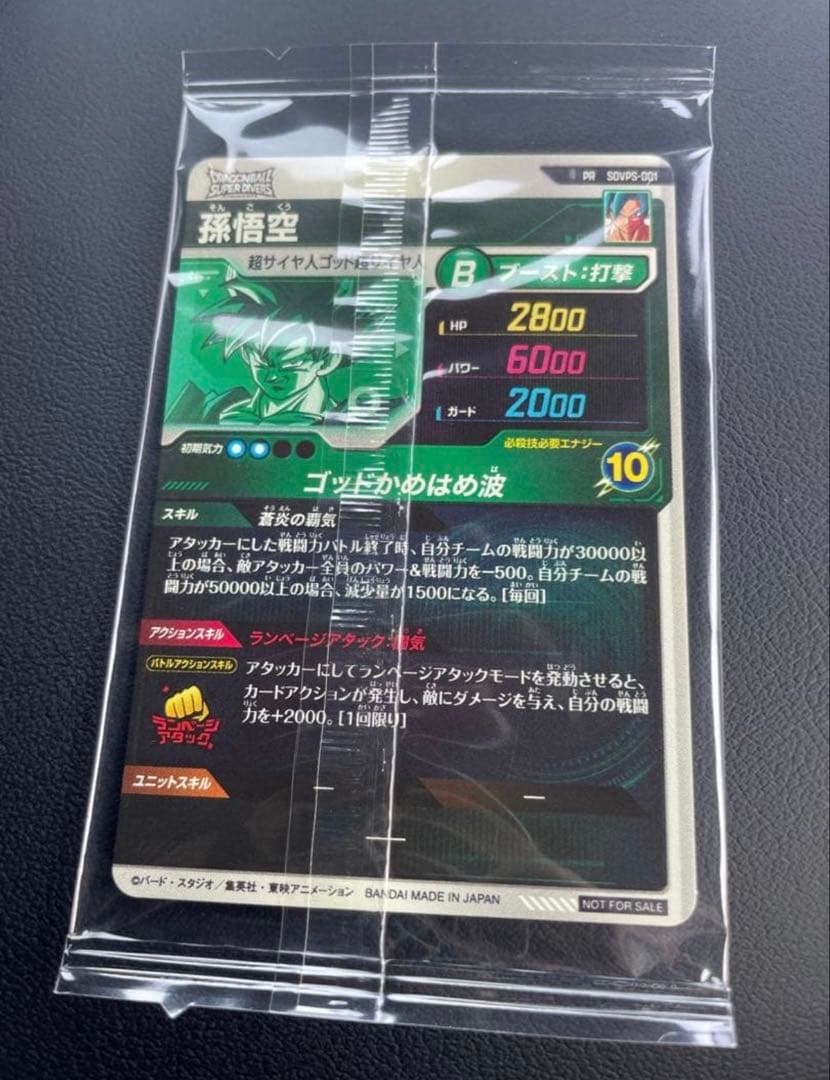 DRAGONBALL
SUPER DIVERS
PR SDVPS-001
そんごくう
孫悟空
超サイヤ人ゴッド超サイヤ人
B ブースト:打撃
HP 2800
パワー 6000
ガード 2000
初期気力
必殺技必要エナジー
10
ゴッドかめはめ波
スキル
蒼炎の覇気
アタッカーにした戦闘力バトル終了時、自分チームの戦闘力が30000以
上の場合、敵アタッカー全員のパワー&戦闘力を-500。自分チームの戦
闘力が50000以上の場合、減少量が1500になる。[毎回]
アクションスキル
ランベージアタック:闘気
バトルアクションスキル
アタッカーにしてランベージアタックモードを発動させると、
カードアクションが発生し、敵にダメージを与え、自分の戦闘
力を+2000。[1回限り]
ランベージ
アタック
ユニットスキル
— —
—
©バード・スタジオ/集英社・東映アニメーション BANDAI MADE IN JAPAN
NOT FOR SALE